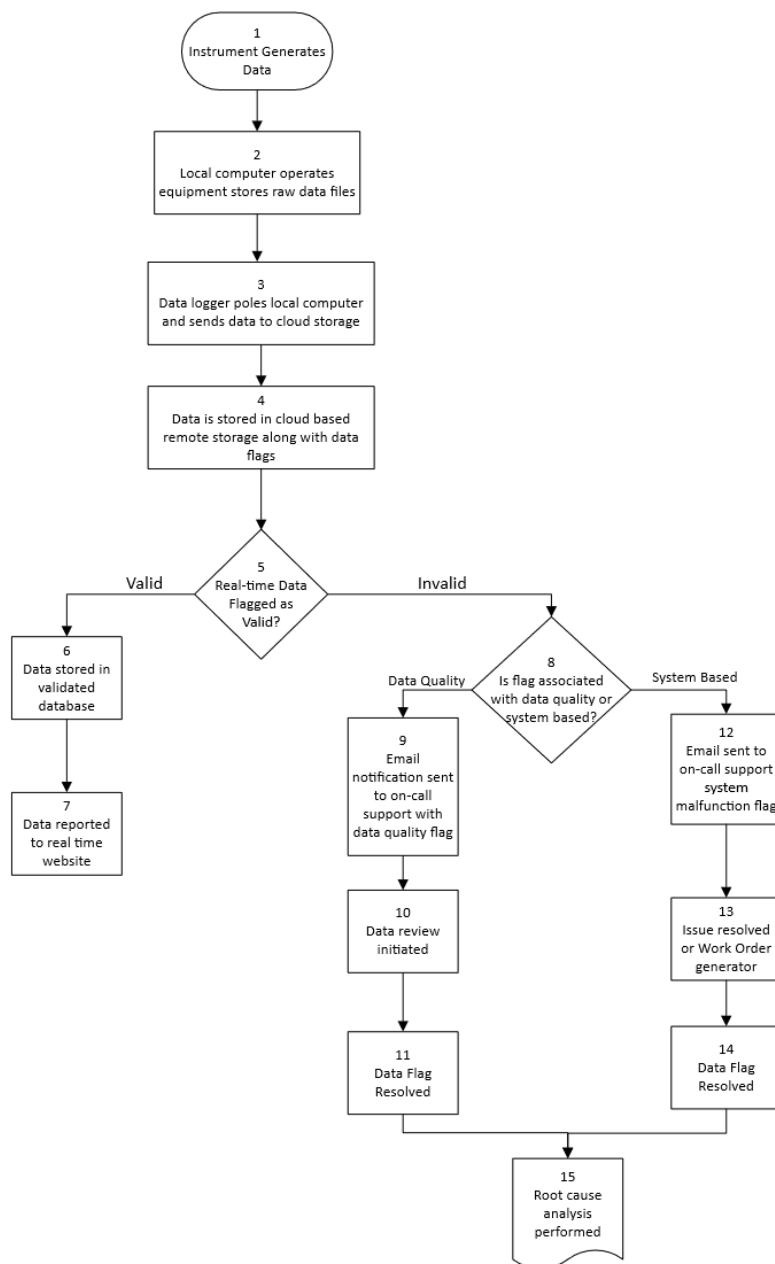 1
Instrument Generates
Data
2
Local computer operates
equipment stores raw data files
3
Data logger poles local computer
and sends data to cloud storage
4
Data is stored in cloud based
remote storage along with data
flags
5
Real-time Data
Flagged as
Valid?
Valid
Invalid
6
Data stored in
validated
database
7
Data reported
to real time
website
8
Is flag associated
with data quality or
system based?
Data Quality
System Based
9
Email
notification sent
to on-call
support with
data quality flag
10
Data review
initiated
11
Data Flag
Resolved
12
Email sent to
on-call support
system
malfunction flag
13
Issue resolved
or Work Order
generator
14
Data Flag
Resolved
15
Root cause
analysis
performed